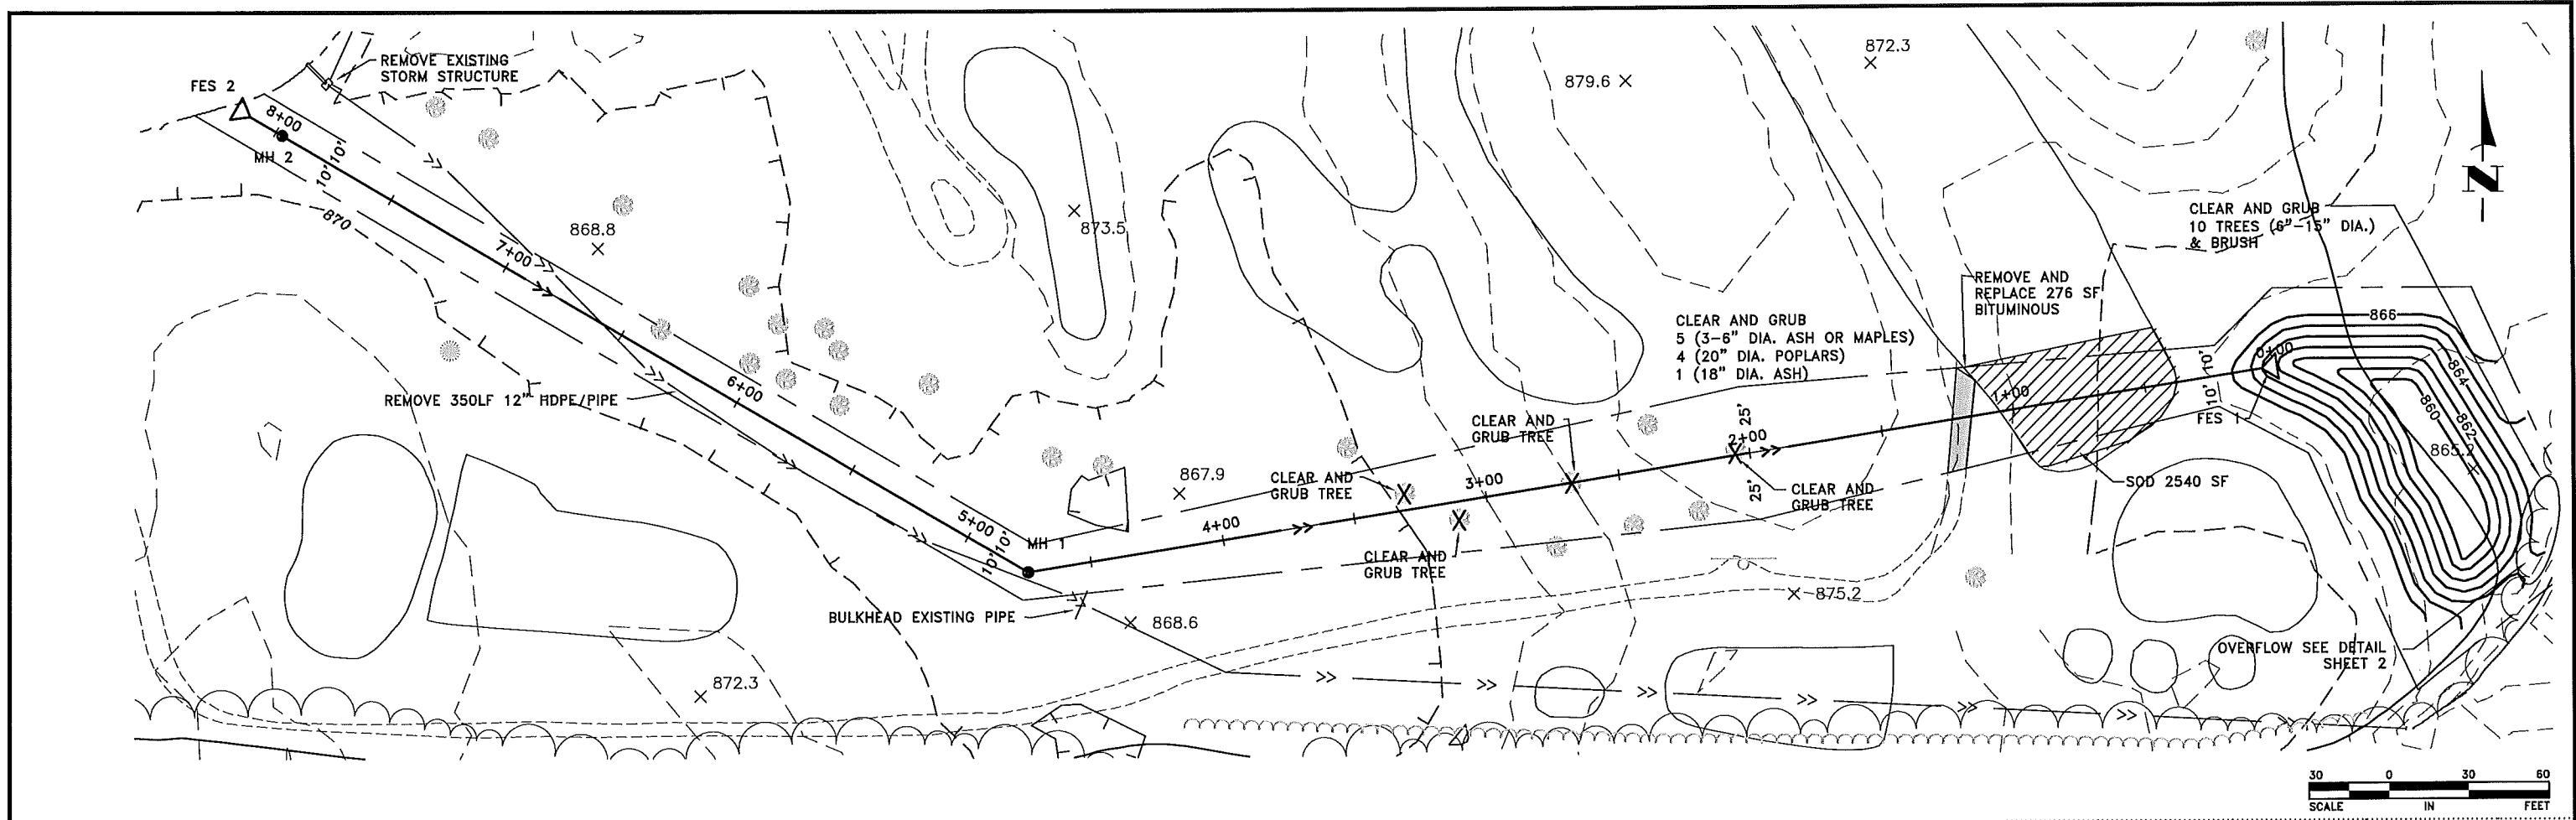 872.3
879.6
REMOVE EXISTING
STORM STRUCTURE
FES 2
8+00
MH 2
10' 10'
870
868.8
7+00
873.5
N
CLEAR AND GRUB
10 TREES (6"-15" DIA.)
& BRUSH
REMOVE AND
REPLACE 276 SF
BITUMINOUS
CLEAR AND GRUB
5 (3-6" DIA. ASH OR MAPLES)
4 (20" DIA. POPLARS)
1 (18" DIA. ASH)
866
0+00
10' 10'
864
862
860
865.2
FES 1
1+00
SOD 2540 SF
REMOVE 350LF 12" HDPE/PIPE
6+00
CLEAR AND
GRUB TREE
25'
2+00
25'
CLEAR AND
GRUB TREE
3+00
CLEAR AND
GRUB TREE
867.9
5+00
4+00
10' 10'
MH 1
CLEAR AND
GRUB TREE
BULKHEAD EXISTING PIPE
868.6
875.2
OVERFLOW SEE DETAIL
SHEET 2
872.3
30 0 30 60
SCALE IN FEET